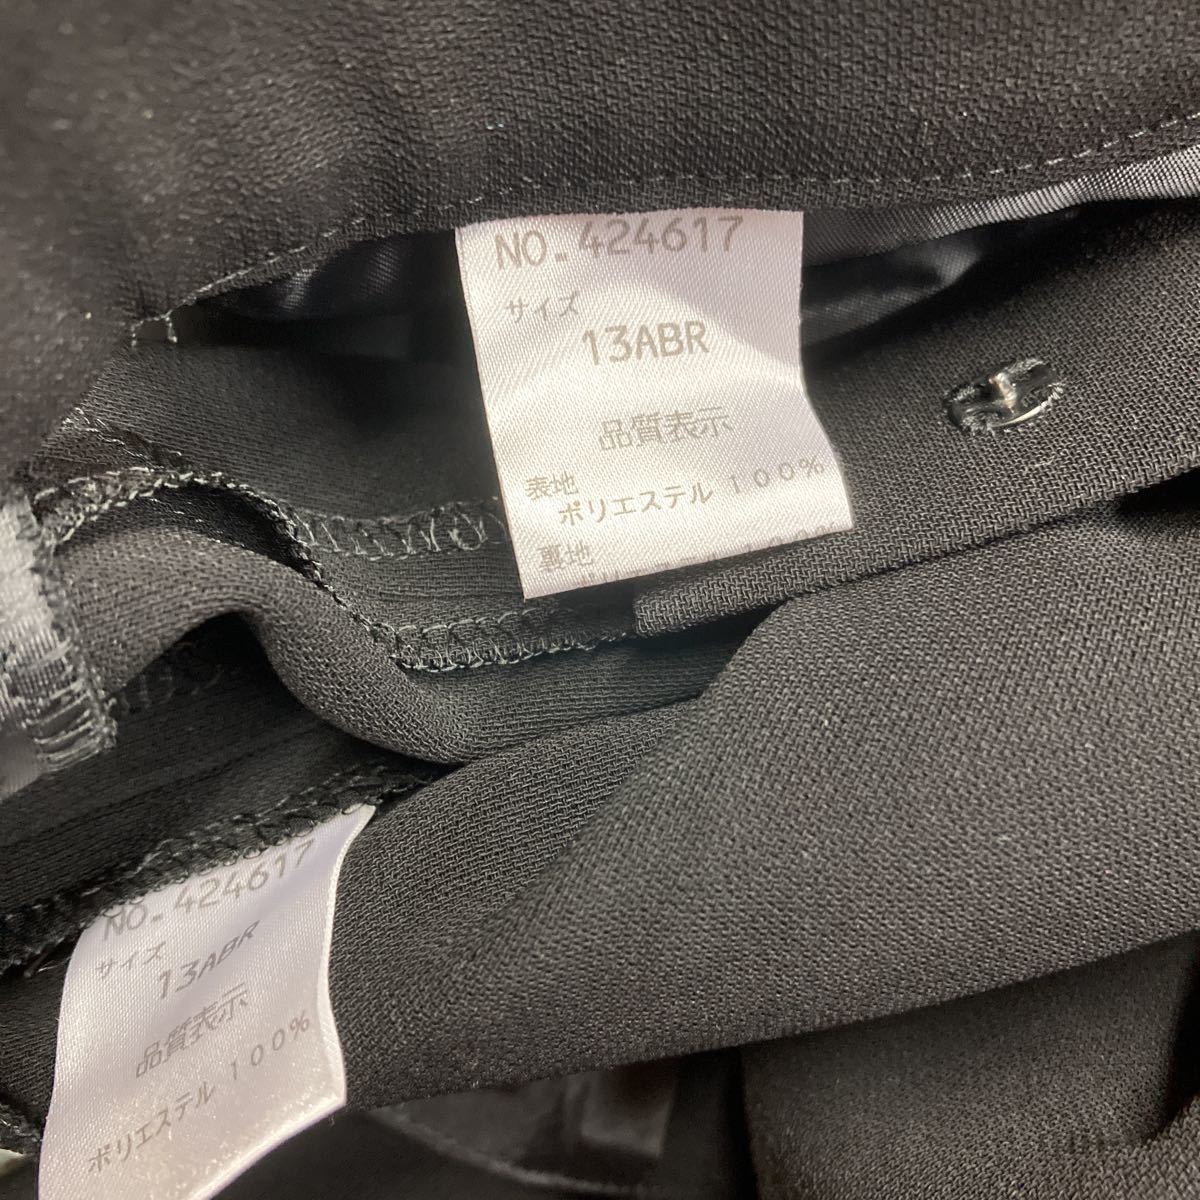 NO. 424617
サイズ
13ABR
品質表示
表地
ポリエステル 100%
裏地
NO. 424617
サイズ
13ABR
品質表示
ポリエステル 100%